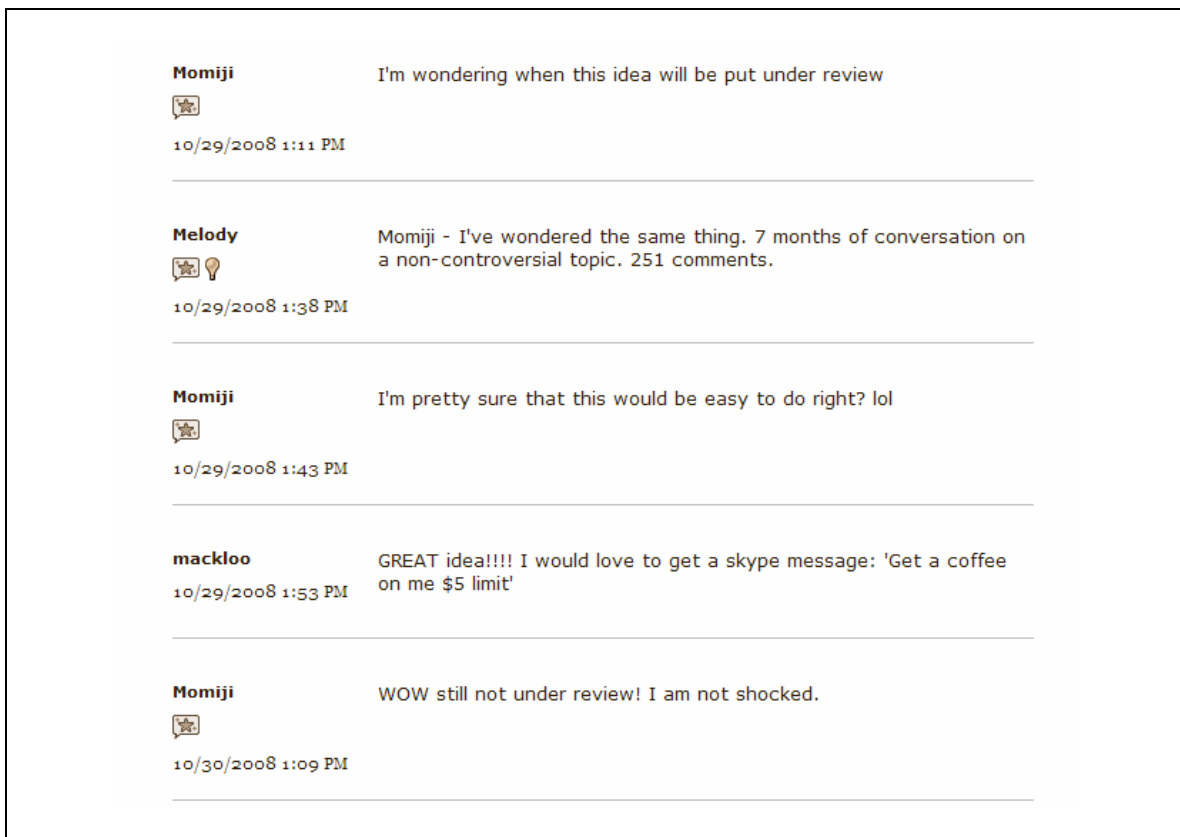 Momiji
I'm wondering when this idea will be put under review
10/29/2008 1:11 PM
Melody
Momiji - I've wondered the same thing. 7 months of conversation on
a non-controversial topic. 251 comments.
10/29/2008 1:38 PM
Momiji
I'm pretty sure that this would be easy to do right? lol
10/29/2008 1:43 PM
mackloo
GREAT idea!!!! I would love to get a skype message: 'Get a coffee
on me $5 limit'
10/29/2008 1:53 PM
Momiji
WOW still not under review! I am not shocked.
10/30/2008 1:09 PM